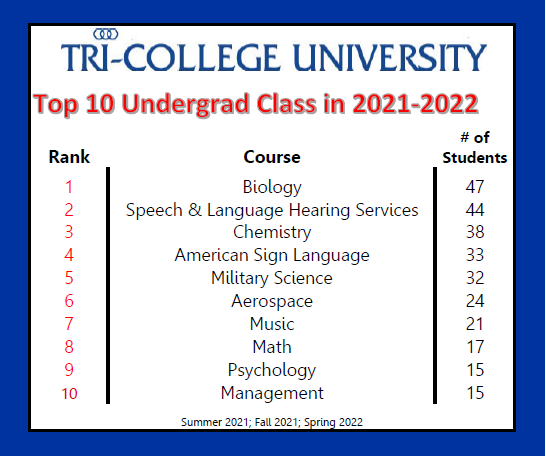 TRI-COLLEGE UNIVERSITY
Top 10 Undergrad Class in 2021-2022
Rank Course # of Students
1 Biology 47
2 Speech & Language Hearing Services 44
3 Chemistry 38
4 American Sign Language 33
5 Military Science 32
6 Aerospace 24
7 Music 21
8 Math 17
9 Psychology 15
10 Management 15
Summer 2021; Fall 2021; Spring 2022